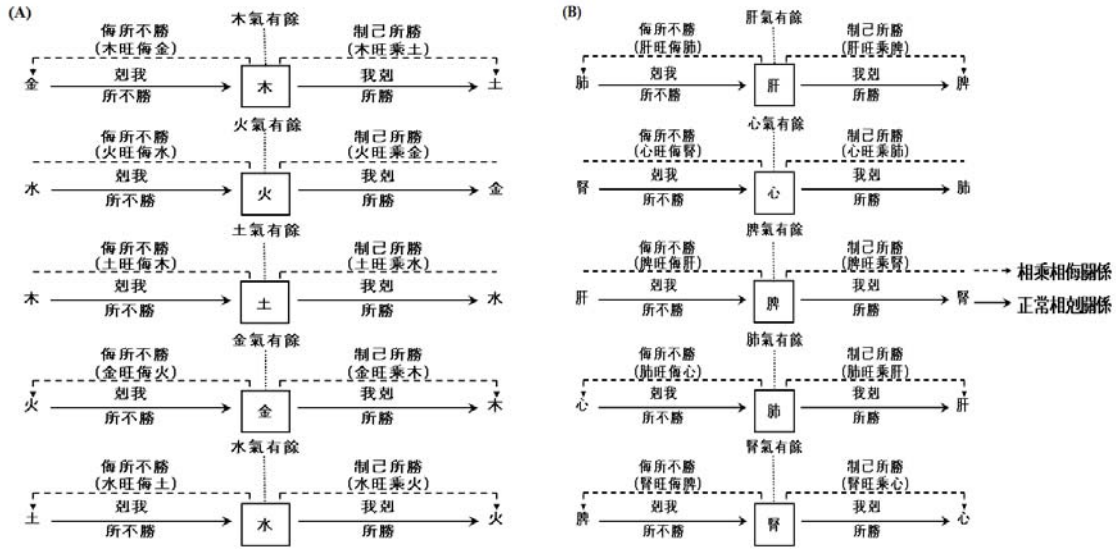 (A)
木氣有餘
侮所不勝 制己所勝
(木旺侮金) (木旺乘土)
金 剋我 木 我剋 土
所不勝 所勝
火氣有餘
侮所不勝 制己所勝
(火旺侮水) (火旺乘金)
水 剋我 火 我剋 金
所不勝 所勝
土氣有餘
侮所不勝 制己所勝
(土旺侮木) (土旺乘水)
木 剋我 土 我剋 水
所不勝 所勝
金氣有餘
侮所不勝 制己所勝
(金旺侮火) (金旺乘木)
火 剋我 金 我剋 木
所不勝 所勝
水氣有餘
侮所不勝 制己所勝
(水旺侮土) (水旺乘火)
土 剋我 水 我剋 火
所不勝 所勝
(B)
肝氣有餘
侮所不勝 制己所勝
(肝旺侮肺) (肝旺乘脾)
肺 剋我 肝 我剋 脾
所不勝 所勝
心氣有餘
侮所不勝 制己所勝
(心旺侮腎) (心旺乘肺)
腎 剋我 心 我剋 肺
所不勝 所勝
脾氣有餘
侮所不勝 制己所勝
(脾旺侮肝) (脾旺乘腎)
肝 剋我 脾 我剋 腎
所不勝 所勝
肺氣有餘
侮所不勝 制己所勝
(肺旺侮心) (肺旺乘肝)
心 剋我 肺 我剋 肝
所不勝 所勝
腎氣有餘
侮所不勝 制己所勝
(腎旺侮脾) (腎旺乘心)
脾 剋我 腎 我剋 心
所不勝 所勝
相乘相侮關係
正常相剋關係